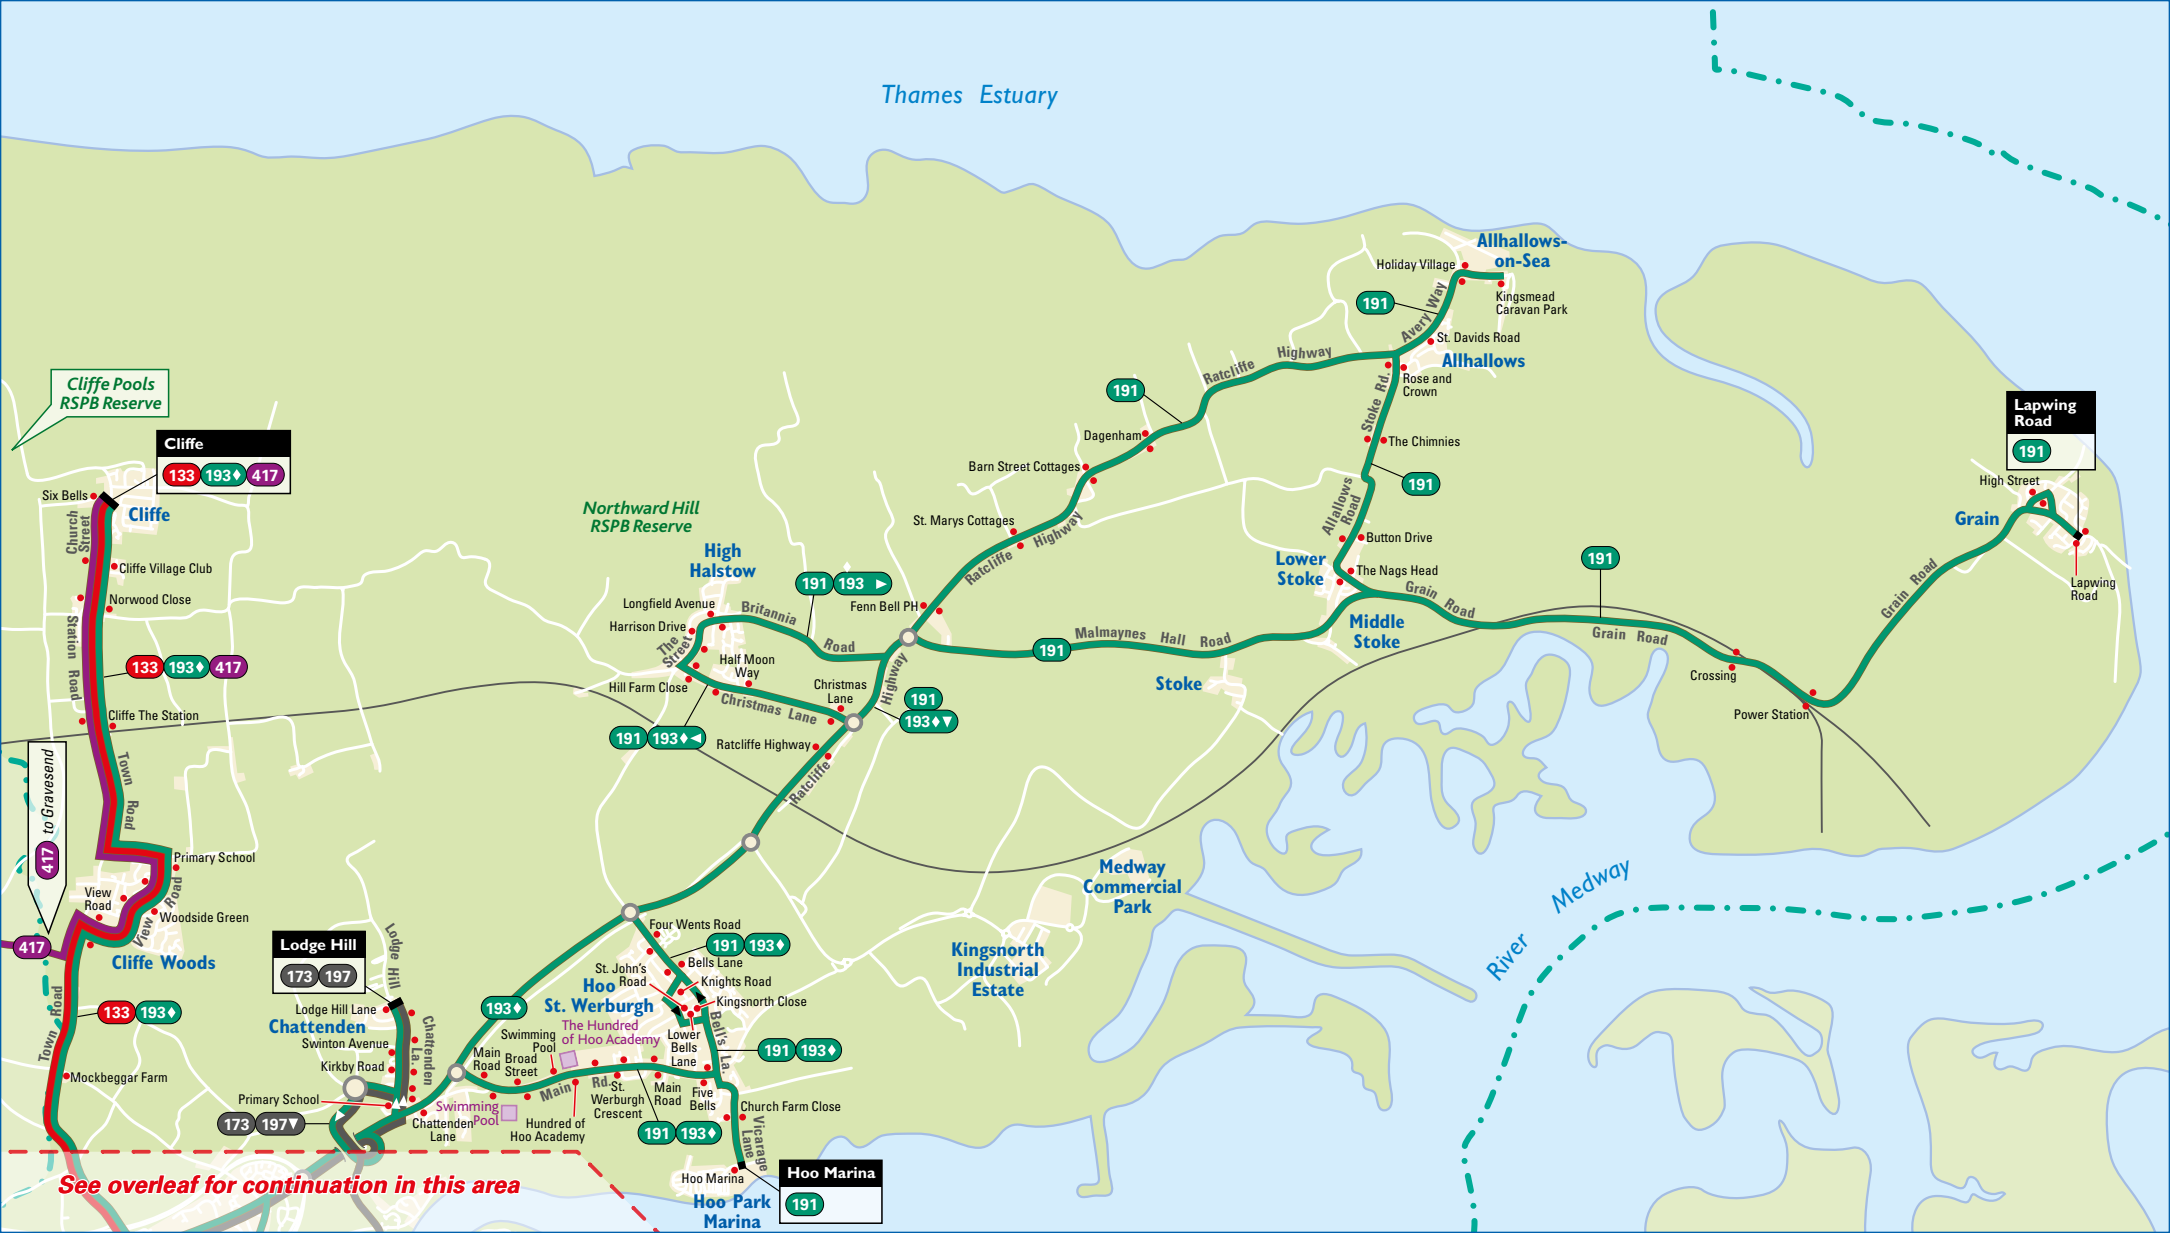 Thames Estuary
Allhallows-
on-Sea
Holiday Village
Kingsmead
Caravan Park
191
Avery Way
St. Davids Road
Allhallows
Highway
Ratcliffe
Rose and
Crown
191
Stoke Rd.
Cliffe Pools
RSPB Reserve
Lapwing
Road
191
Dagenham
The Chimnies
Cliffe
133 193♦ 417
Barn Street Cottages
191
High Street
Six Bells
Cliffe
Church
Street
Northward Hill
RSPB Reserve
St. Marys Cottages
Ratcliffe Highway
Allallows
Road
Grain
Button Drive
High
Halstow
Lower
Stoke
The Nags Head
191
Cliffe Village Club
191 193 ►
Grain Road
Lapwing
Road
Norwood Close
Longfield Avenue
Britannia
Road
Fenn Bell PH
Harrison Drive
The
Street
191
Malmaynes Hall Road
Middle
Stoke
Grain Road
Grain Road
Station Road
133 193♦ 417
Half Moon
Way
Hill Farm Close
Christmas
Lane
Highway
Stoke
Crossing
191
193♦▼
Christmas Lane
Cliffe The Station
191 193♦◄
Ratcliffe Highway
Power Station
Ratcliffe
417 to Gravesend
Town Road
Primary School
View
Road
View Road
Woodside Green
417
Cliffe Woods
Medway
Commercial
Park
River Medway
Four Wents Road
191 193♦
Kingsnorth
Industrial
Estate
Lodge Hill
173 197
Lodge Hill
Bells Lane
St. John's
Road
Knights Road
Hoo
St. Werburgh
Kingsnorth Close
Lodge Hill Lane
193♦
133 193♦
Town Road
Chattenden
Chattenden
La.
Swinton Avenue
The Hundred
of Hoo Academy
Swimming
Pool
Lower
Bells
Lane
Bell's La.
191 193♦
Kirkby Road
Main
Road
Broad
Street
Main Rd.
Mockbeggar Farm
St.
Werburgh
Crescent
Main
Road
Five
Bells
Primary School
Swimming
Pool
Church Farm Close
173 197▼
Chattenden
Lane
Hundred of
Hoo Academy
191 193♦
Vicarage
Lane
Hoo Marina
191
Hoo Marina
See overleaf for continuation in this area
Hoo Park
Marina